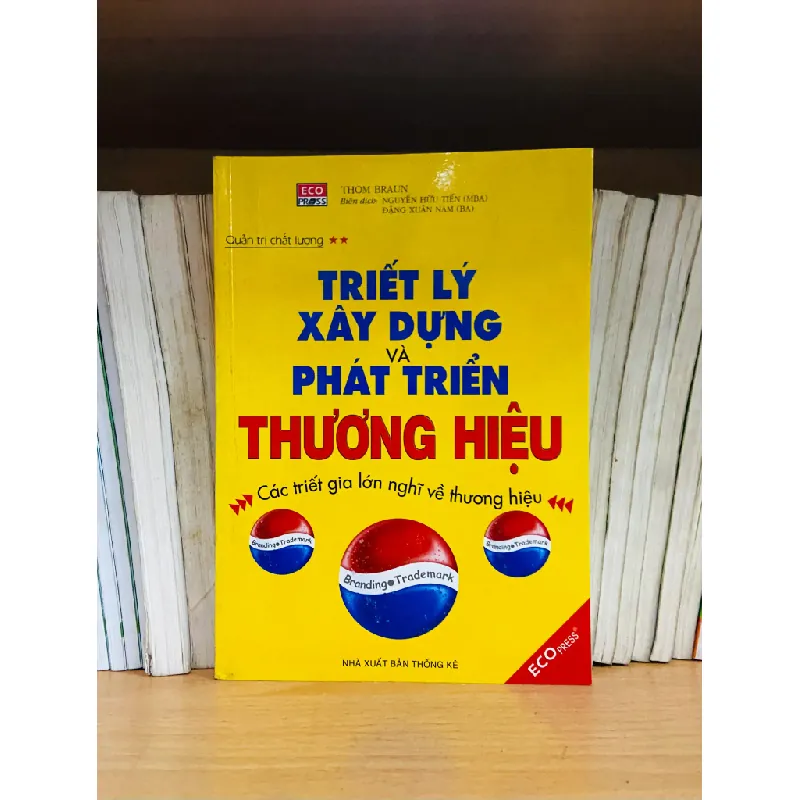 ECO
PRESS
THOM BRAUN
Biên dịch: NGUYỄN HỮU TIẾN (MBA)
ĐẶNG XUÂN NAM (BA)
Quản trị chất lượng ★★
TRIẾT LÝ
XÂY DỰNG
VÀ
PHÁT TRIỂN
THƯƠNG HIỆU
Các triết gia lớn nghĩ về thương hiệu
Branding●Trademark
Branding●Trademark
Branding●Trademark
NHÀ XUẤT BẢN THỐNG KÊ
ECO PRESS®